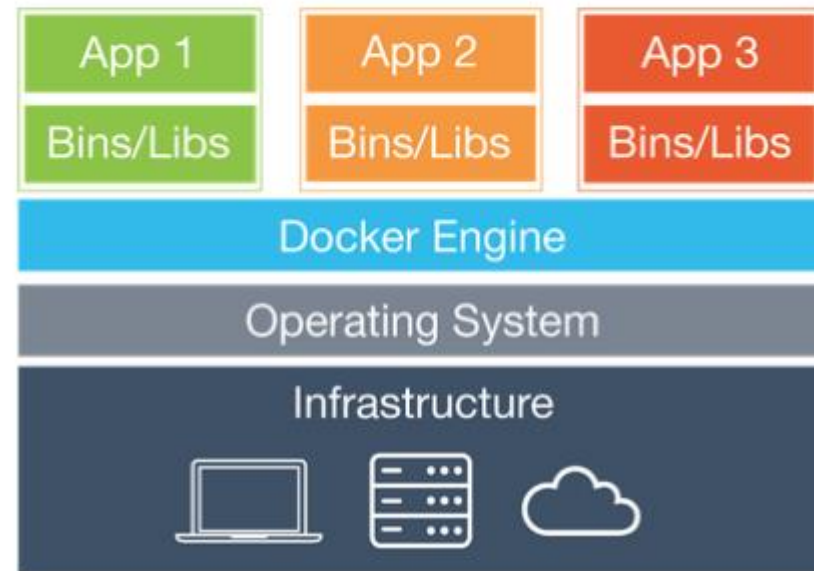 App 1
App 2
App 3
Bins/Libs
Bins/Libs
Bins/Libs
Docker Engine
Operating System
Infrastructure